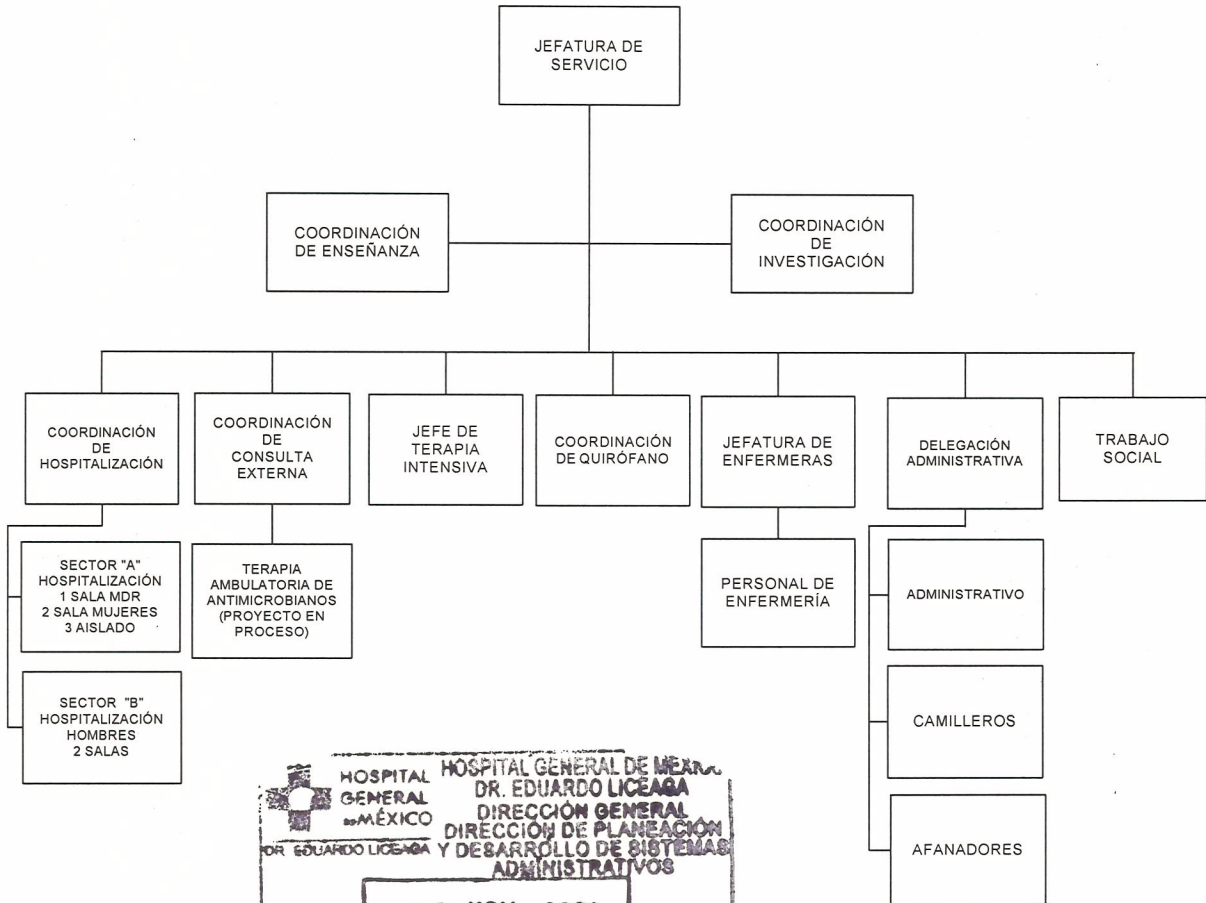 JEFATURA DE
SERVICIO
COORDINACIÓN
DE ENSEÑANZA
COORDINACIÓN
DE
INVESTIGACIÓN
COORDINACIÓN
DE
HOSPITALIZACIÓN
COORDINACIÓN
DE
CONSULTA
EXTERNA
JEFE DE
TERAPIA
INTENSIVA
COORDINACIÓN
DE QUIRÓFANO
JEFATURA DE
ENFERMERAS
DELEGACIÓN
ADMINISTRATIVA
TRABAJO
SOCIAL
SECTOR "A"
HOSPITALIZACIÓN
1 SALA MDR
2 SALA MUJERES
3 AISLADO
TERAPIA
AMBULATORIA DE
ANTIMICROBIANOS
(PROYECTO EN
PROCESO)
PERSONAL DE
ENFERMERÍA
ADMINISTRATIVO
SECTOR "B"
HOSPITALIZACIÓN
HOMBRES
2 SALAS
CAMILLEROS
AFANADORES
HOSPITAL
GENERAL
de MÉXICO
DR. EDUARDO LICEAGA
HOSPITAL GENERAL DE
DR. EDUARDO LICEAGA
DIRECCIÓN GENERAL
DIRECCIÓN DE PLANEACIÓN
Y DESARROLLO DE SISTEMAS
ADMINISTRATIVOS